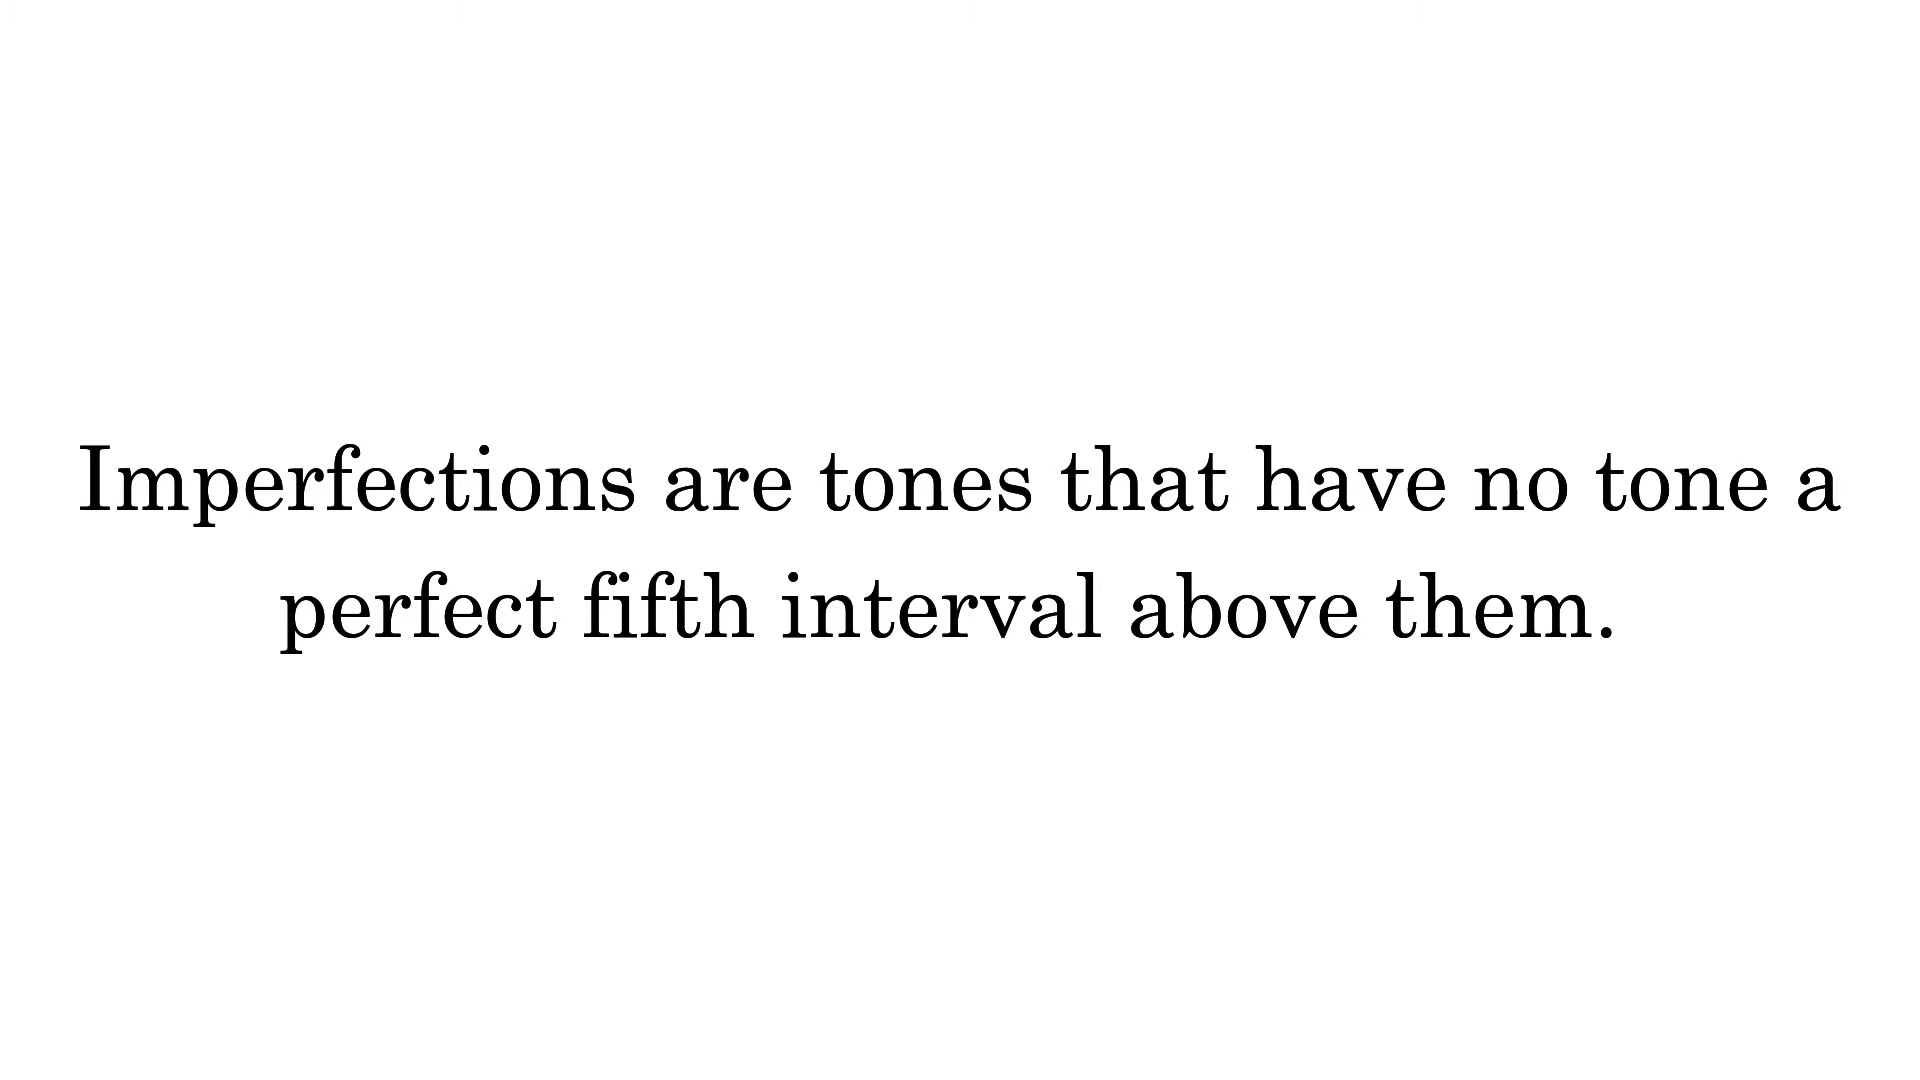 Imperfections are tones that have no tone a
perfect fifth interval above them.